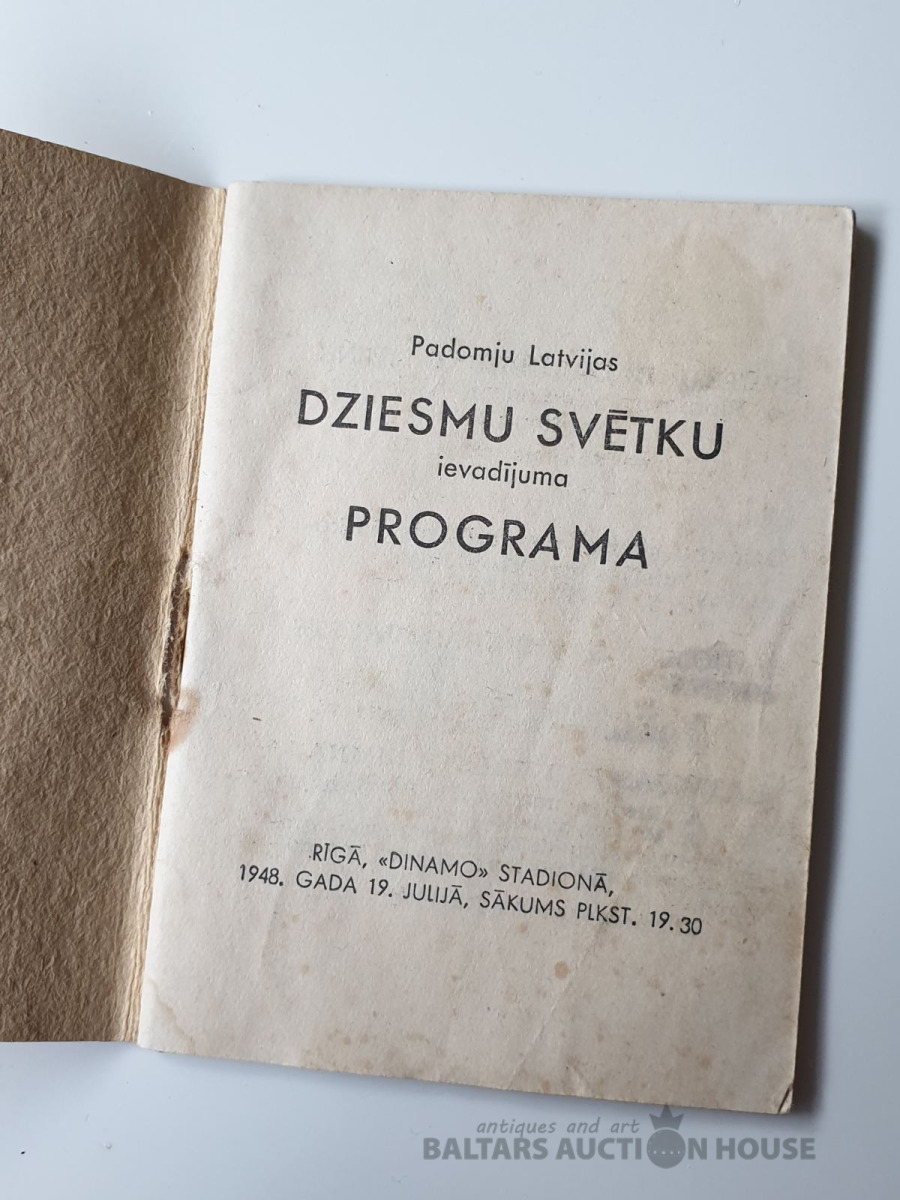 Padomju Latvijas
DZIESMU SVĒTKU
ievadījuma
PROGRAMA
RĪGĀ, «DINAMO» STADIONĀ,
1948. GADA 19. JULIJĀ, SĀKUMS PLKST. 19.30
antiques and art
BALTARS AUCTION HOUSE